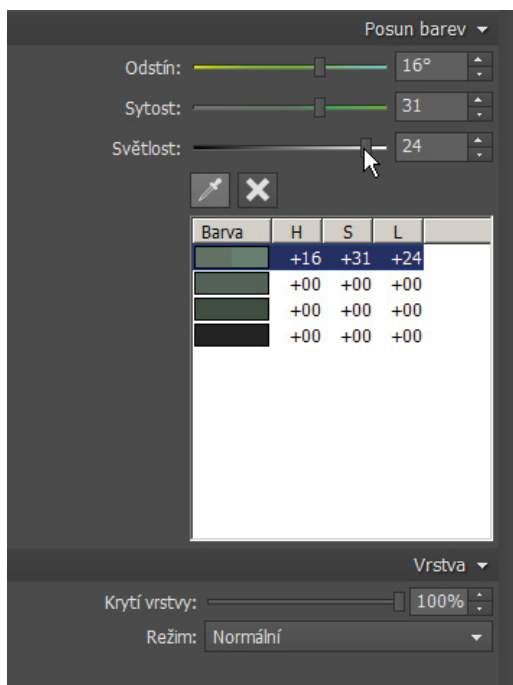 Posun barev
Odstín: 16°
Sytost: 31
Světlost: 24
Barva H S L
+16 +31 +24
+00 +00 +00
+00 +00 +00
+00 +00 +00
Vrstva
Krytí vrstvy: 100%
Režim: Normální